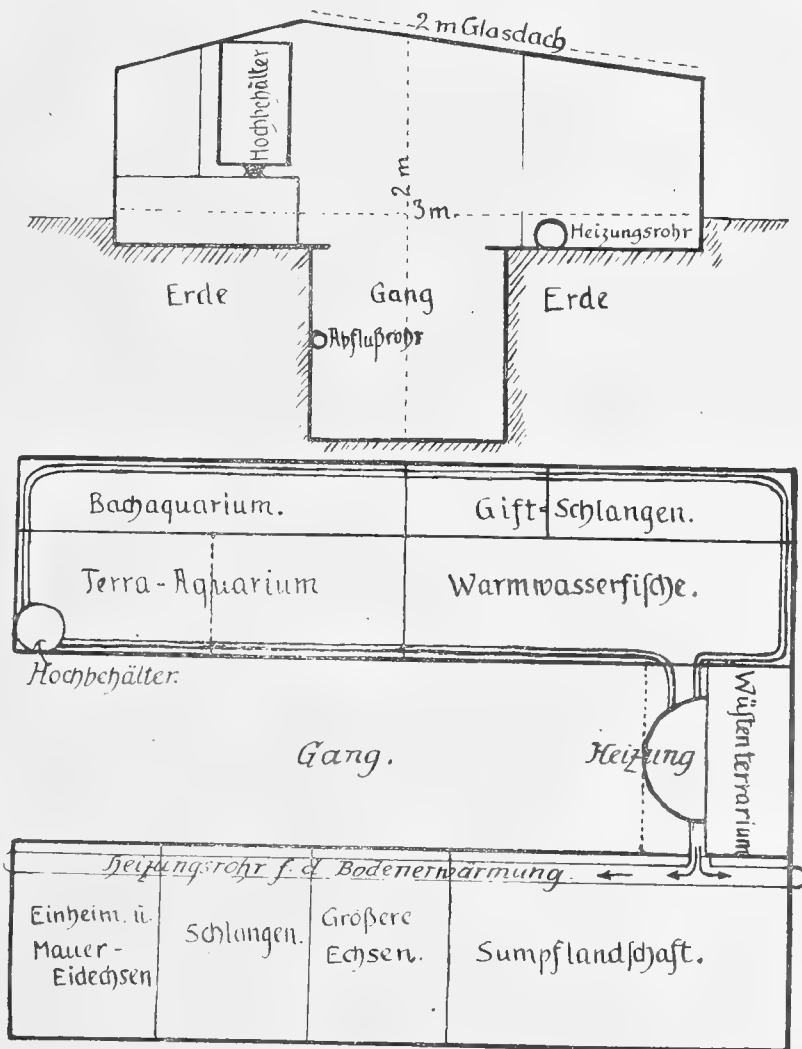 2 m Glasdach
Hochbehälter
2 m
3 m.
Heizungsrohr
Erde
Gang
Erde
Abflußrohr
Bachaquarium.
Gift-Schlangen.
Terra-Aquarium
Warmwasserfische.
Hochbehälter.
Wüstenterrarium
Gang.
Heizung
Heizungsrohr f. d. Bodenerwärmung.
Einheim. u.
Mauer-
Eidechsen
Schlangen.
Größere
Echsen.
Sumpflandschaft.